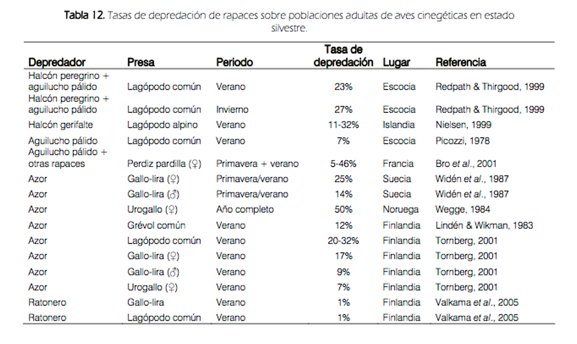 Tabla 12. Tasas de depredación de rapaces sobre poblaciones adultas de aves cinegéticas en estado
silvestre.
Depredador Presa Periodo Tasa de depredación Lugar Referencia
Halcón peregrino +
aguilucho pálido Lagópodo común Verano 23% Escocia Redpath & Thirgood, 1999
Halcón peregrino +
aguilucho pálido Lagópodo común Invierno 27% Escocia Redpath & Thirgood, 1999
Halcón gerifalte Lagópodo alpino Verano 11-32% Islandia Nielsen, 1999
Aguilucho pálido Lagópodo común Verano 7% Escocia Picozzi, 1978
Aguilucho pálido +
otras rapaces Perdiz pardilla (♀) Primavera + verano 5-46% Francia Bro et al., 2001
Azor Gallo-lira (♀) Primavera/verano 25% Suecia Widén et al., 1987
Azor Gallo-lira (♂) Primavera/verano 14% Suecia Widén et al., 1987
Azor Urogallo (♀) Año completo 50% Noruega Wegge, 1984
Azor Grévol común Verano 12% Finlandia Lindén & Wikman, 1983
Azor Lagópodo común Verano 20-32% Finlandia Tornberg, 2001
Azor Gallo-lira (♀) Verano 17% Finlandia Tornberg, 2001
Azor Gallo-lira (♂) Verano 9% Finlandia Tornberg, 2001
Azor Urogallo (♀) Verano 7% Finlandia Tornberg, 2001
Ratonero Gallo-lira Verano 1% Finlandia Valkama et al., 2005
Ratonero Lagópodo común Verano 1% Finlandia Valkama et al., 2005